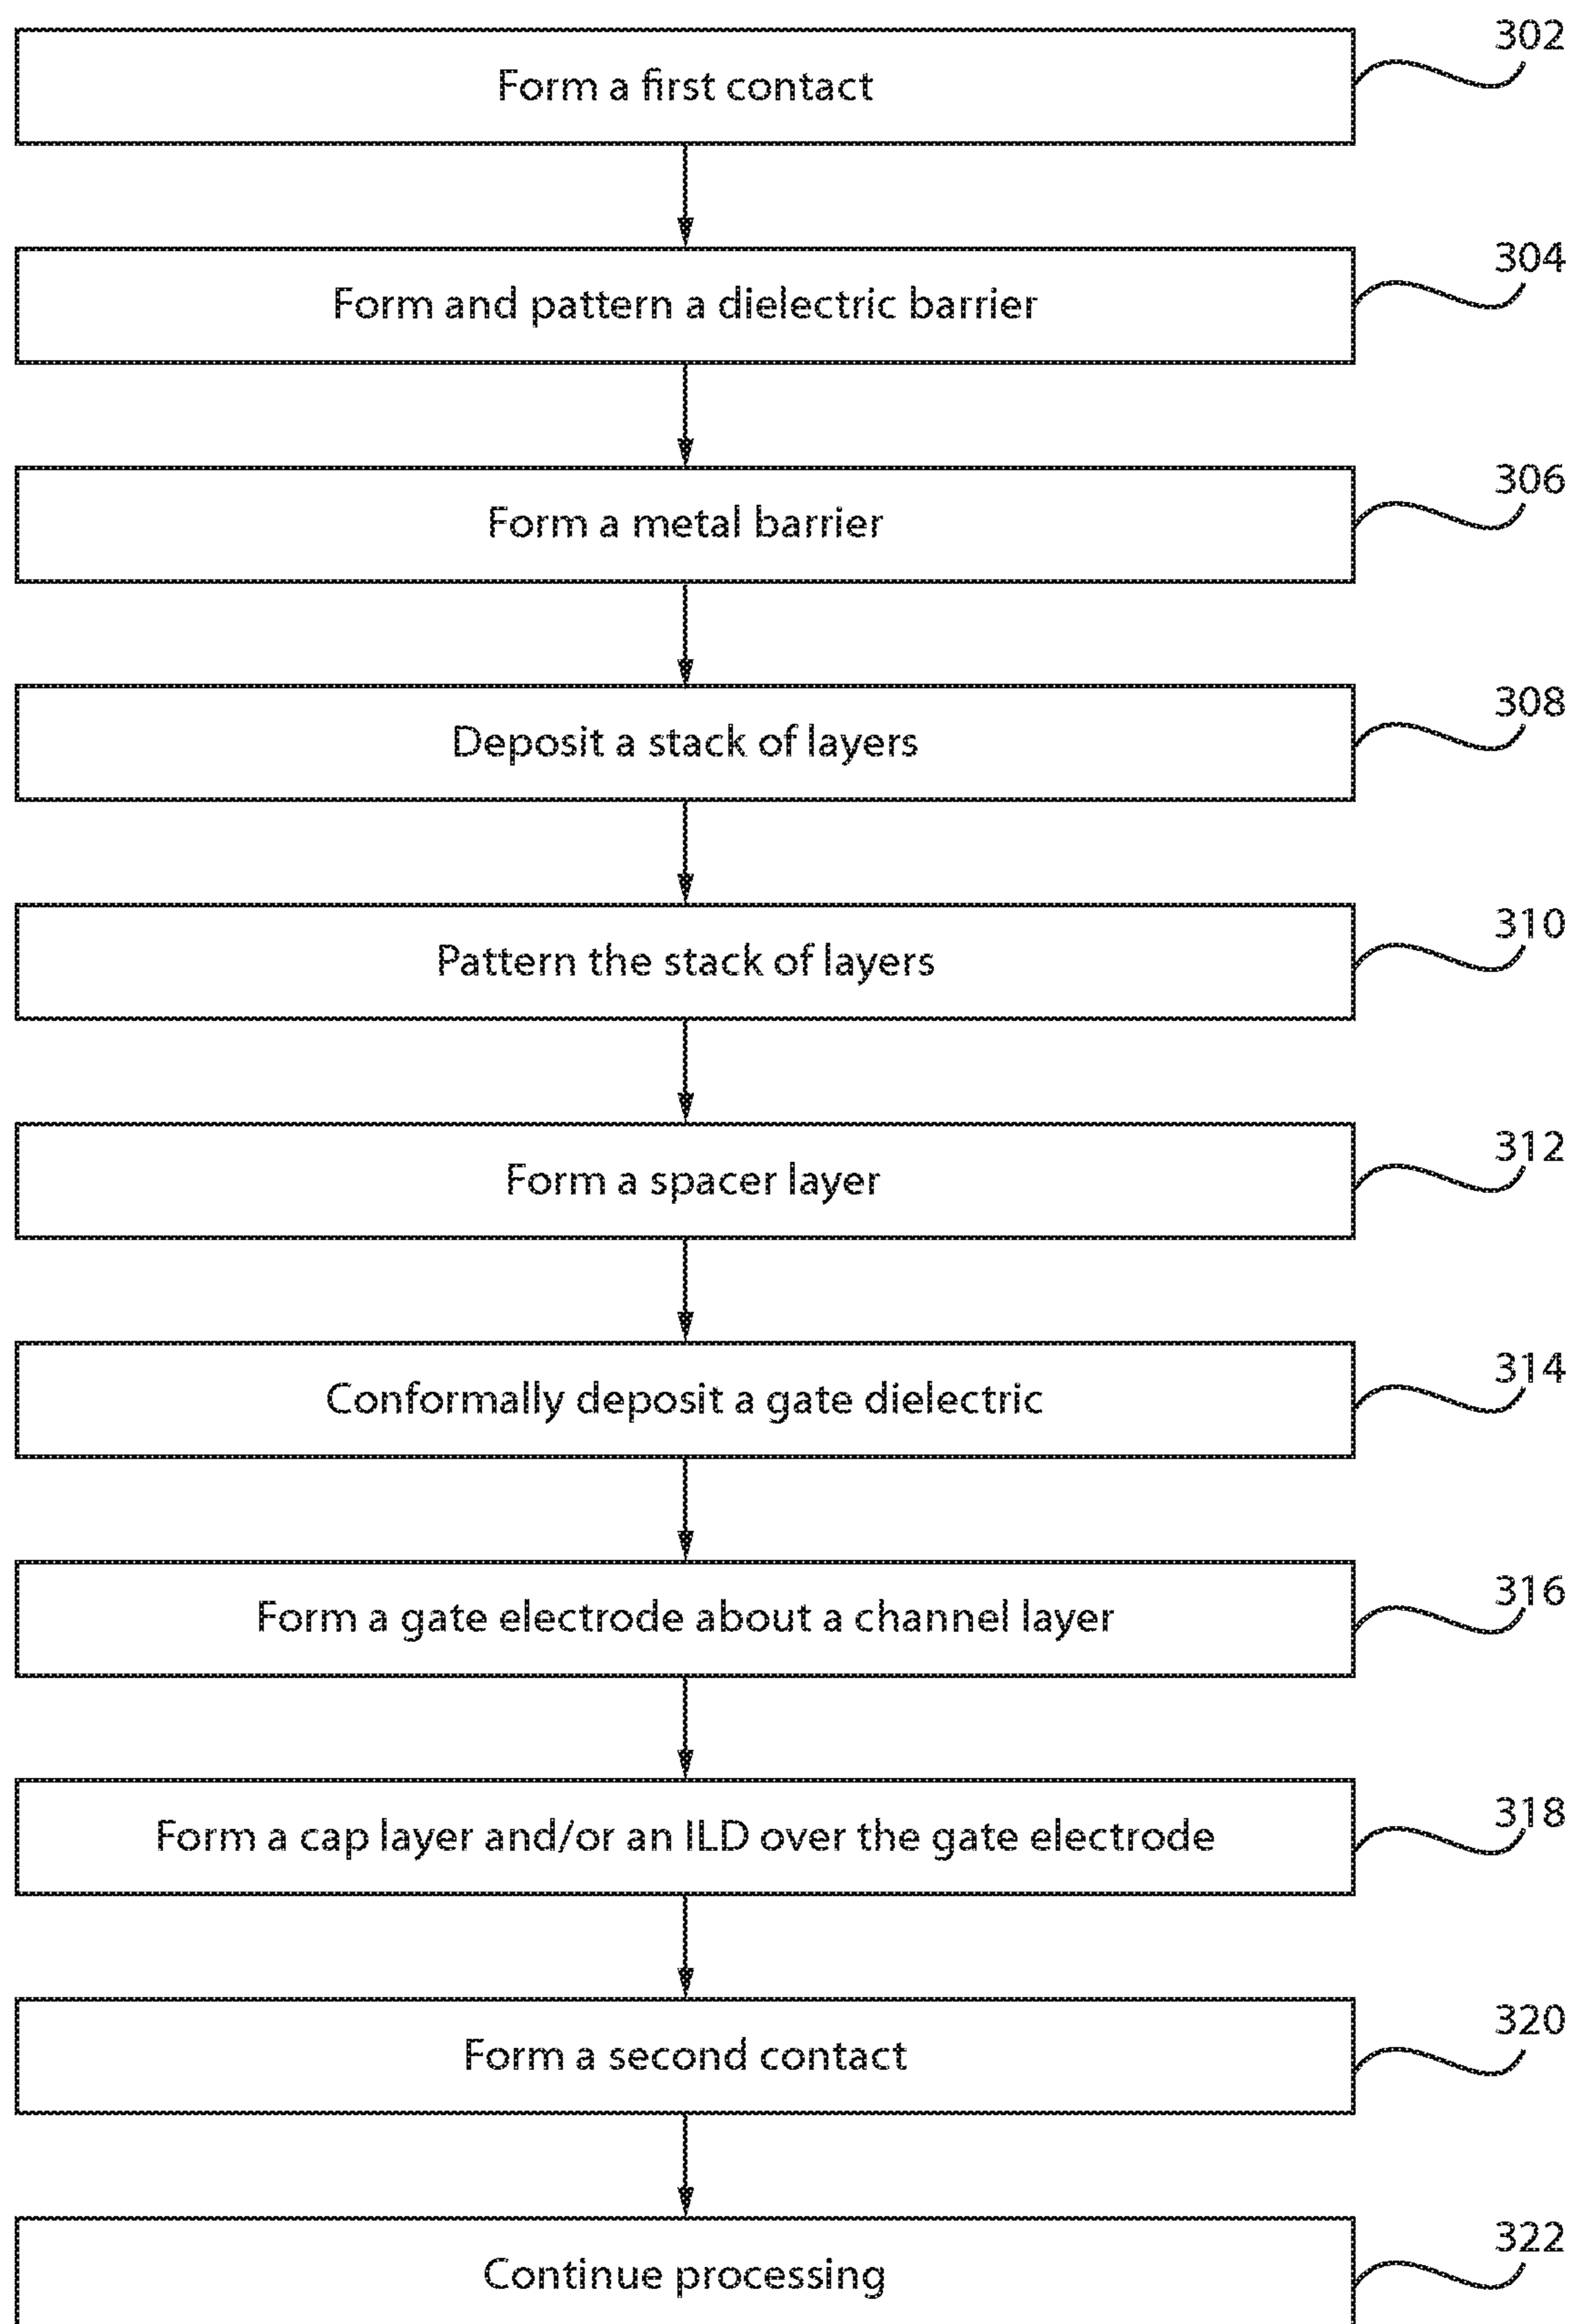 302
Form a first contact
304
Form and pattern a dielectric barrier
306
Form a metal barrier
308
Deposit a stack of layers
310
Pattern the stack of layers
312
Form a spacer layer
314
Conformally deposit a gate dielectric
316
Form a gate electrode about a channel layer
318
Form a cap layer and/or an ILD over the gate electrode
320
Form a second contact
322
Continue processing